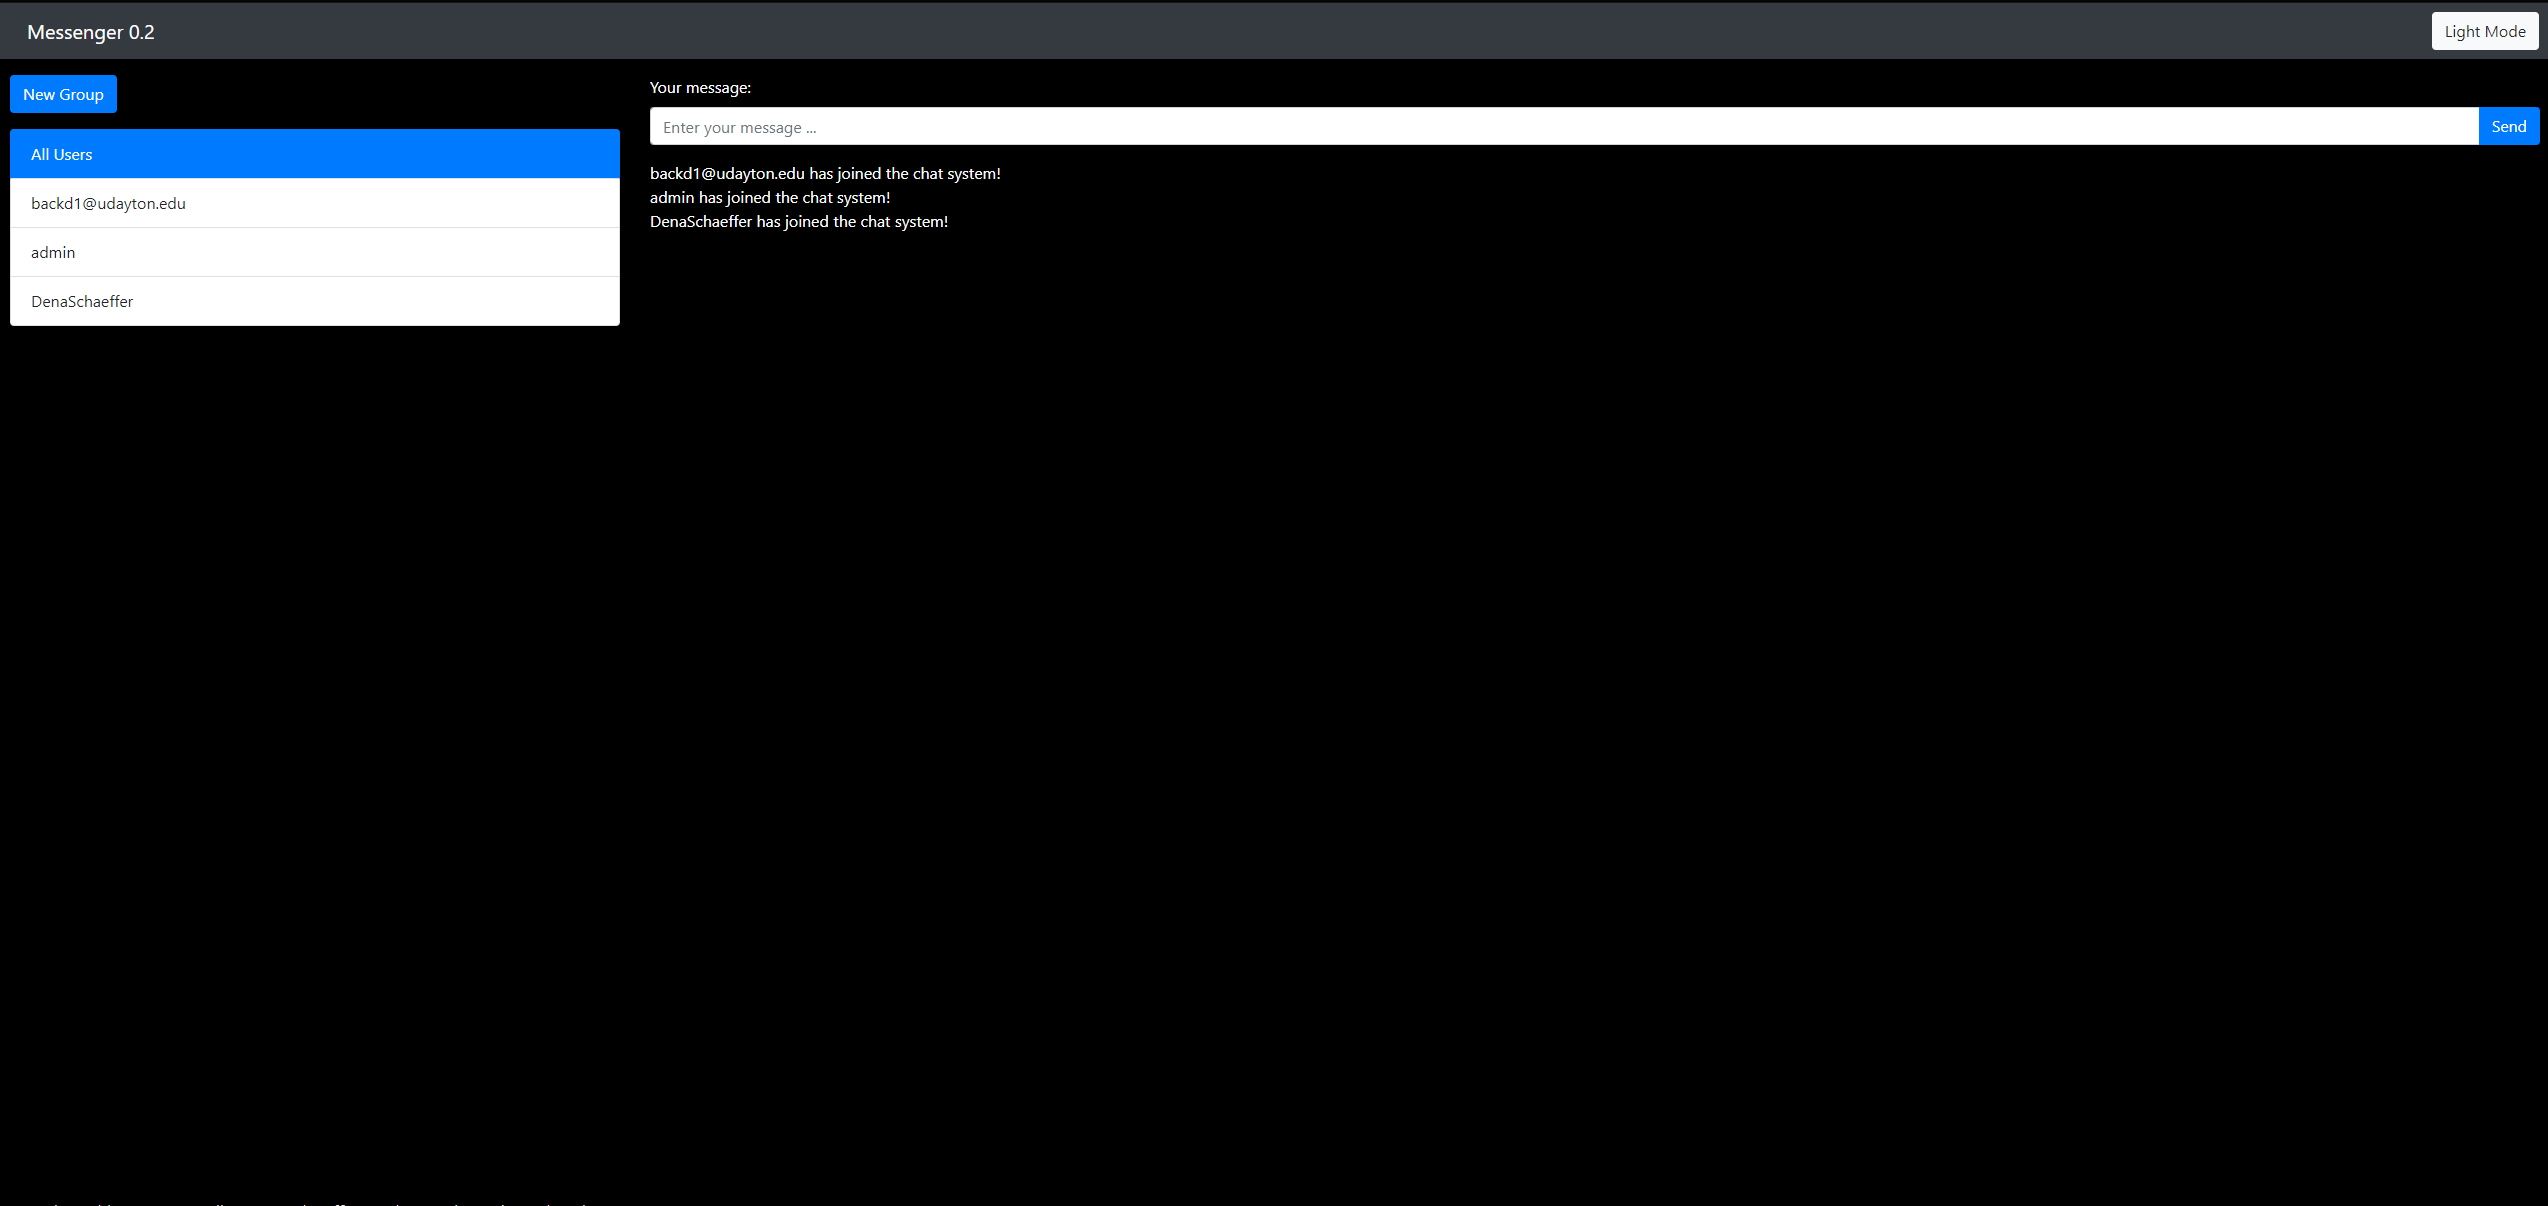 Messenger 0.2
Light Mode
New Group
All Users
backd1@udayton.edu
admin
DenaSchaeffer
Your message:
Enter your message ...
Send
backd1@udayton.edu has joined the chat system!
admin has joined the chat system!
DenaSchaeffer has joined the chat system!